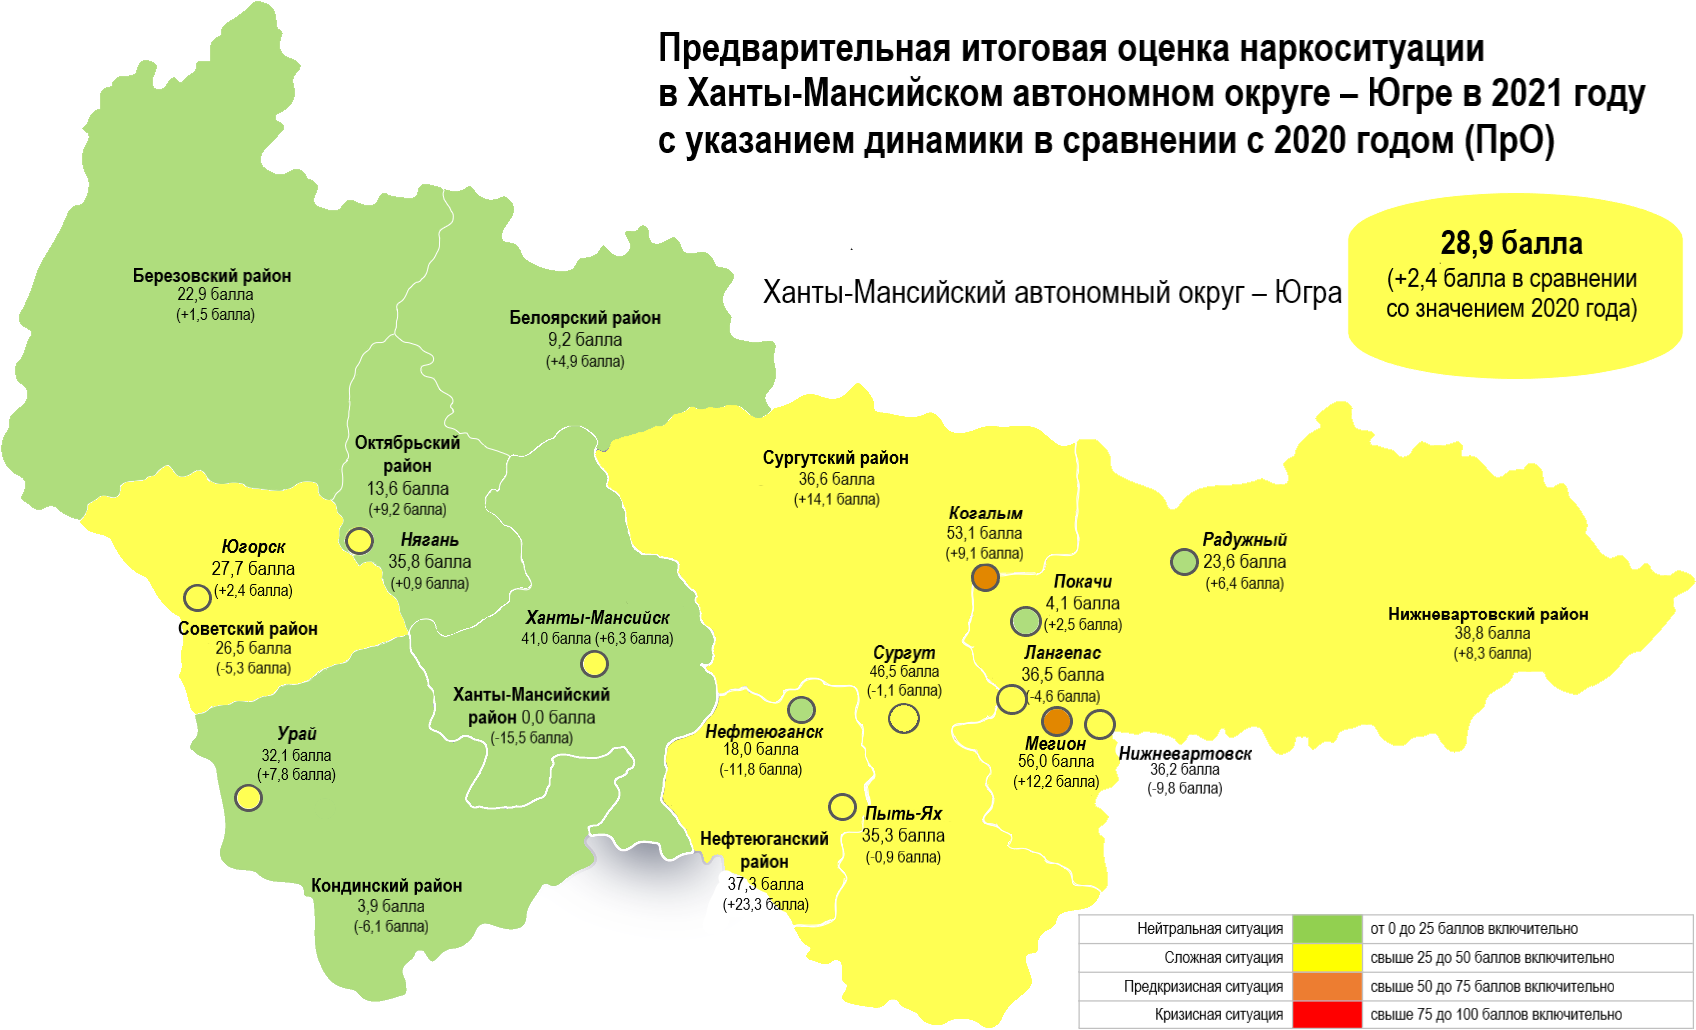 Предварительная итоговая оценка наркоситуации
в Ханты-Мансийском автономном округе – Югре в 2021 году
с указанием динамики в сравнении с 2020 годом (ПрО)
Ханты-Мансийский автономный округ – Югра
28,9 балла
(+2,4 балла в сравнении
со значением 2020 года)
Березовский район
22,9 балла
(+1,5 балла)
Белоярский район
9,2 балла
(+4,9 балла)
Октябрьский
район
13,6 балла
(+9,2 балла)
Нягань
35,8 балла
(+0,9 балла)
Югорск
27,7 балла
(+2,4 балла)
Советский район
26,5 балла
(-5,3 балла)
Ханты-Мансийск
41,0 балла (+6,3 балла)
Ханты-Мансийский
район 0,0 балла
(-15,5 балла)
Урай
32,1 балла
(+7,8 балла)
Кондинский район
3,9 балла
(-6,1 балла)
Сургутский район
36,6 балла
(+14,1 балла)
Когалым
53,1 балла
(+9,1 балла)
Радужный
23,6 балла
(+6,4 балла)
Покачи
4,1 балла
(+2,5 балла)
Нижневартовский район
38,8 балла
(+8,3 балла)
Лангепас
36,5 балла
(-4,6 балла)
Сургут
46,5 балла
(-1,1 балла)
Нефтеюганск
18,0 балла
(-11,8 балла)
Мегион
56,0 балла
(+12,2 балла)
Нижневартовск
36,2 балла
(-9,8 балла)
Пыть-Ях
35,3 балла
(-0,9 балла)
Нефтеюганский
район
37,3 балла
(+23,3 балла)
Нейтральная ситуация от 0 до 25 баллов включительно
Сложная ситуация свыше 25 до 50 баллов включительно
Предкризисная ситуация свыше 50 до 75 баллов включительно
Кризисная ситуация свыше 75 до 100 баллов включительно